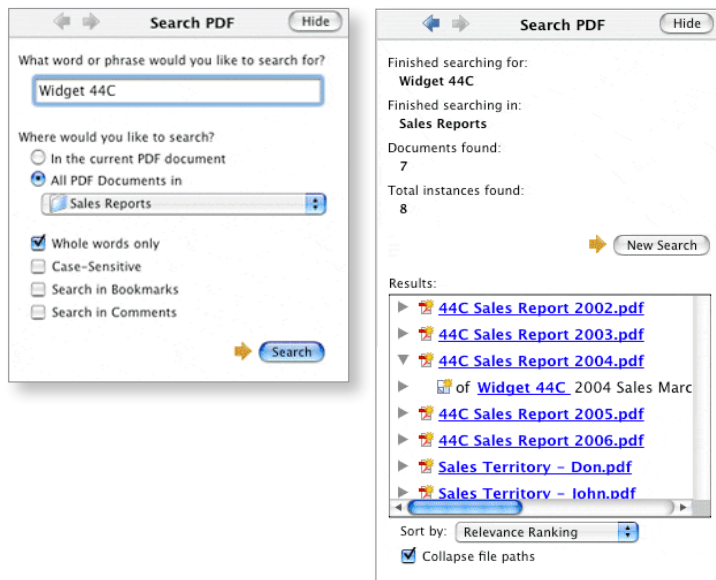 Search PDF
Hide
What word or phrase would you like to search for?
Widget 44C
Where would you like to search?
In the current PDF document
All PDF Documents in
Sales Reports
Whole words only
Case-Sensitive
Search in Bookmarks
Search in Comments
Search
Search PDF
Hide
Finished searching for:
Widget 44C
Finished searching in:
Sales Reports
Documents found:
7
Total instances found:
8
New Search
Results:
44C Sales Report 2002.pdf
44C Sales Report 2003.pdf
44C Sales Report 2004.pdf
of Widget 44C 2004 Sales Marc
44C Sales Report 2005.pdf
44C Sales Report 2006.pdf
Sales Territory – Don.pdf
Sales Territory – John.pdf
Sort by: Relevance Ranking
Collapse file paths